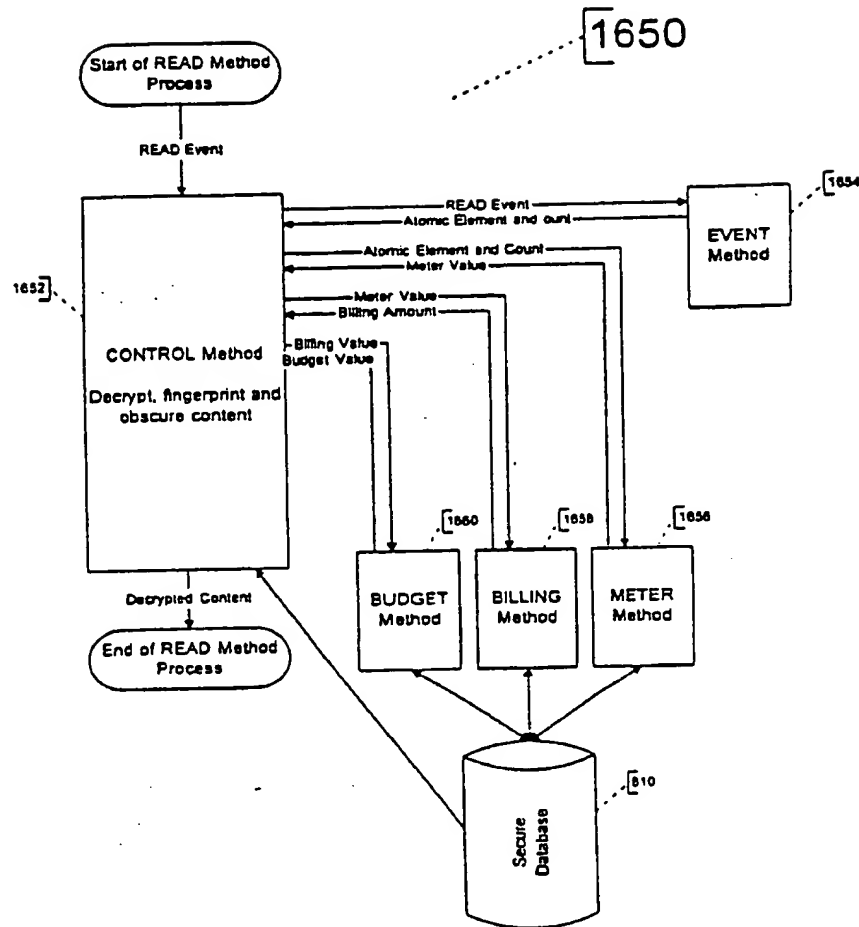 1650
Start of READ Method
Process
READ Event
READ Event
Atomic Element and ount
1654
EVENT
Method
Atomic Element and Count
Meter Value
1652
Meter Value
Billing Amount
CONTROL Method
Decrypt, fingerprint and
obscure content
Billing Value
Budget Value
1660
1658
1656
BUDGET
Method
BILLING
Method
METER
Method
Decrypted Content
End of READ Method
Process
610
Secure
Database